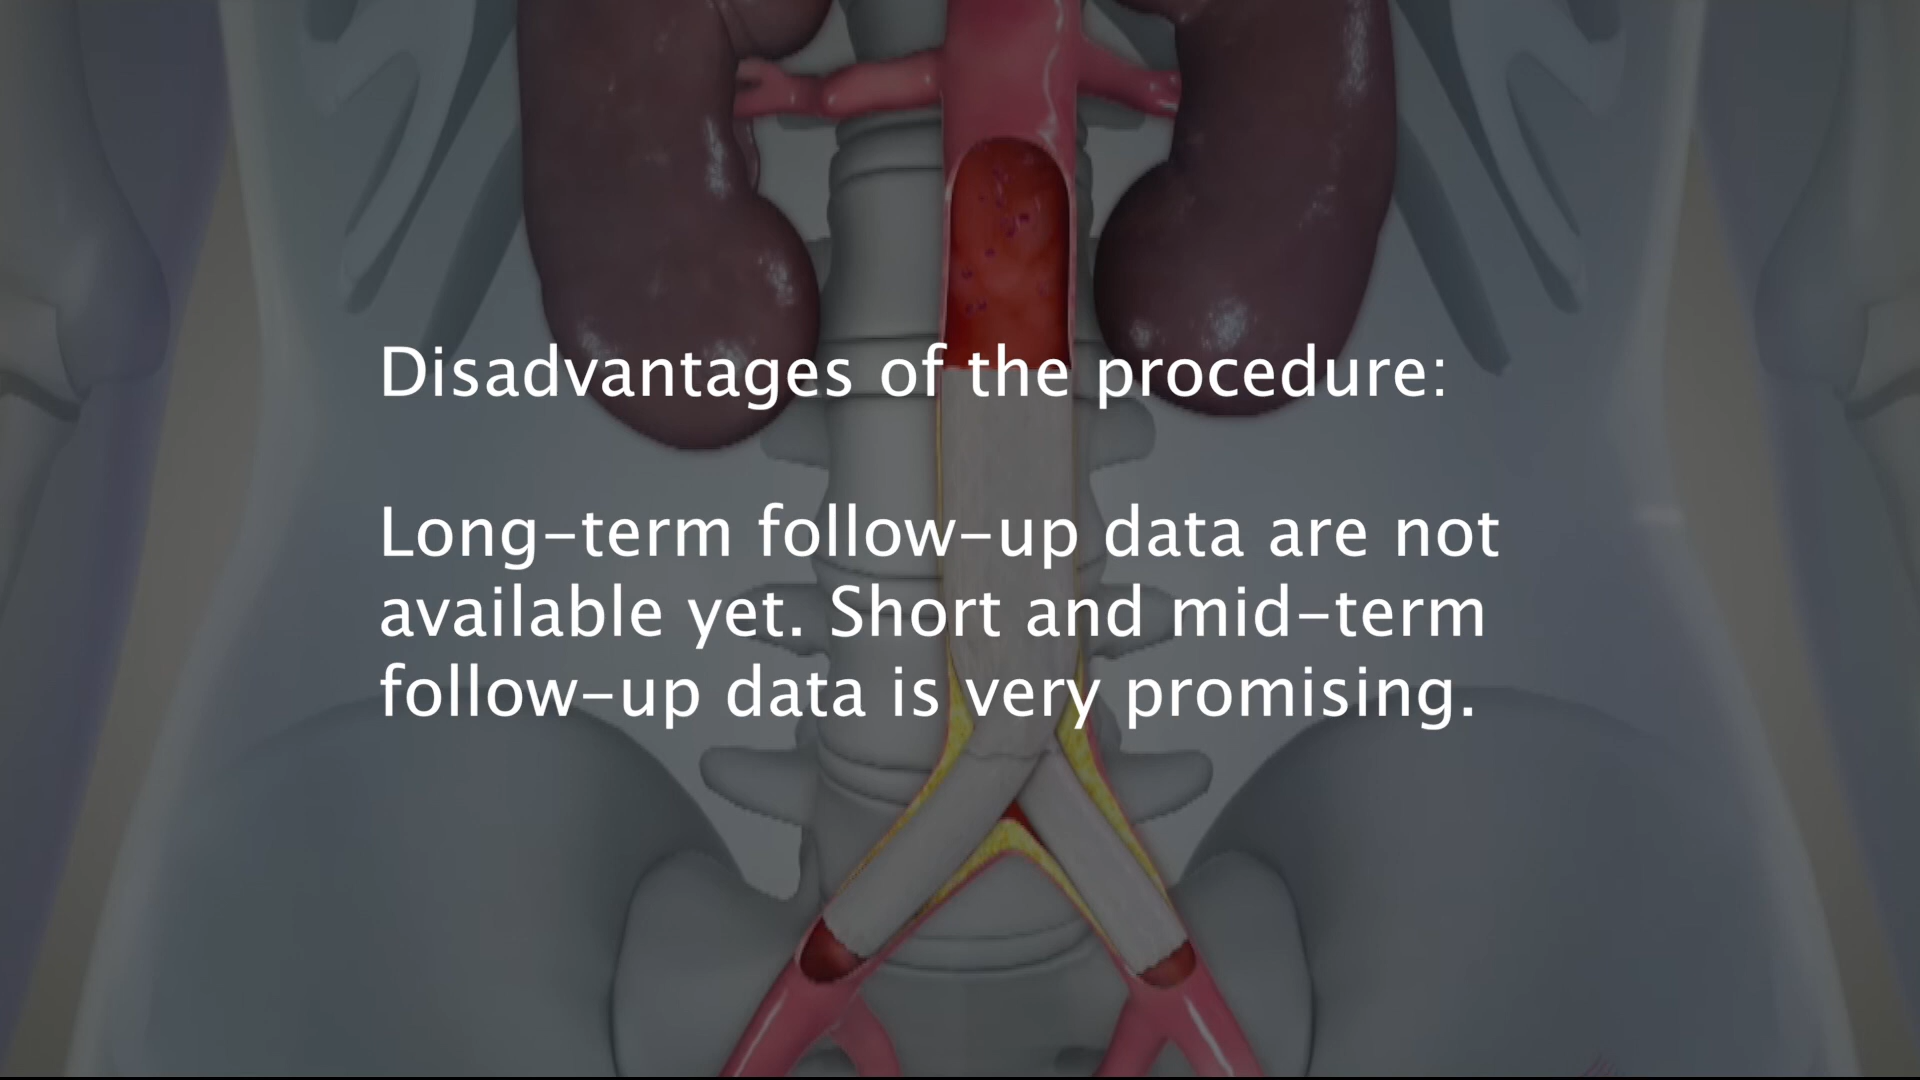 Disadvantages of the procedure:
Long-term follow-up data are not
available yet. Short and mid-term
follow-up data is very promising.